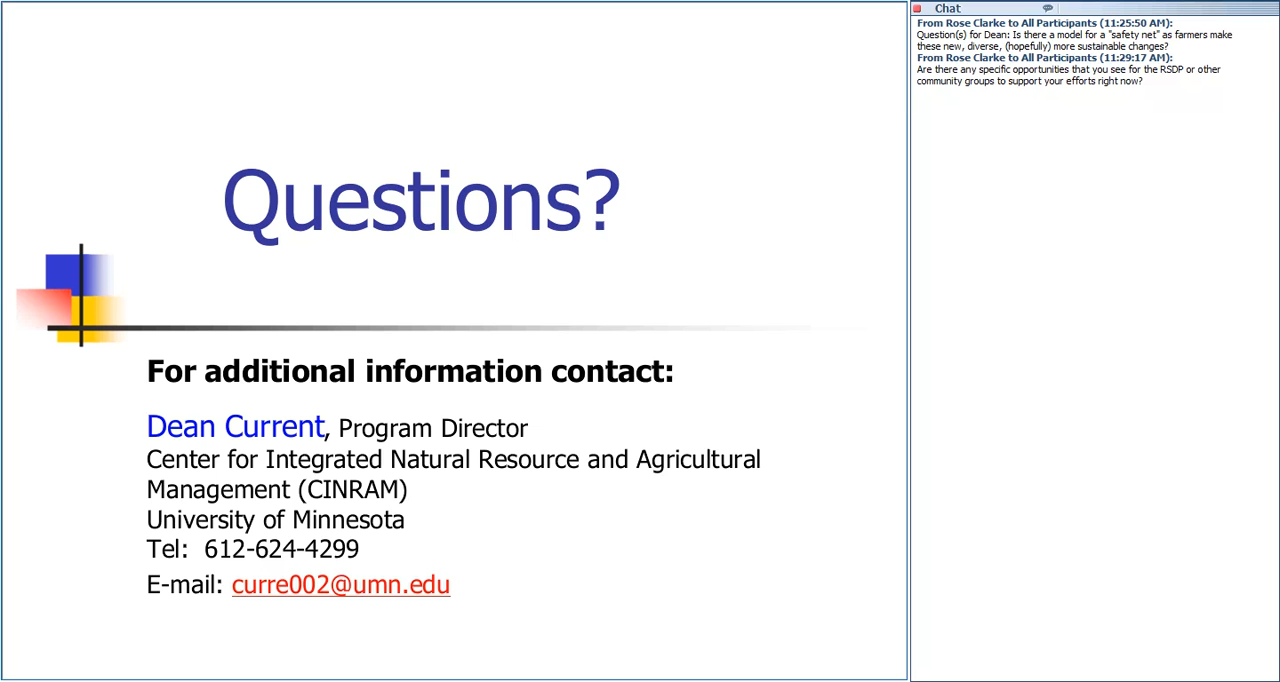 Questions?
For additional information contact:
Dean Current, Program Director
Center for Integrated Natural Resource and Agricultural
Management (CINRAM)
University of Minnesota
Tel:  612-624-4299
E-mail: curre002@umn.edu
Chat
From Rose Clarke to All Participants (11:25:50 AM):
Question(s) for Dean: Is there a model for a "safety net" as farmers make
these new, diverse, (hopefully) more sustainable changes?
From Rose Clarke to All Participants (11:29:17 AM):
Are there any specific opportunities that you see for the RSDP or other
community groups to support your efforts right now?